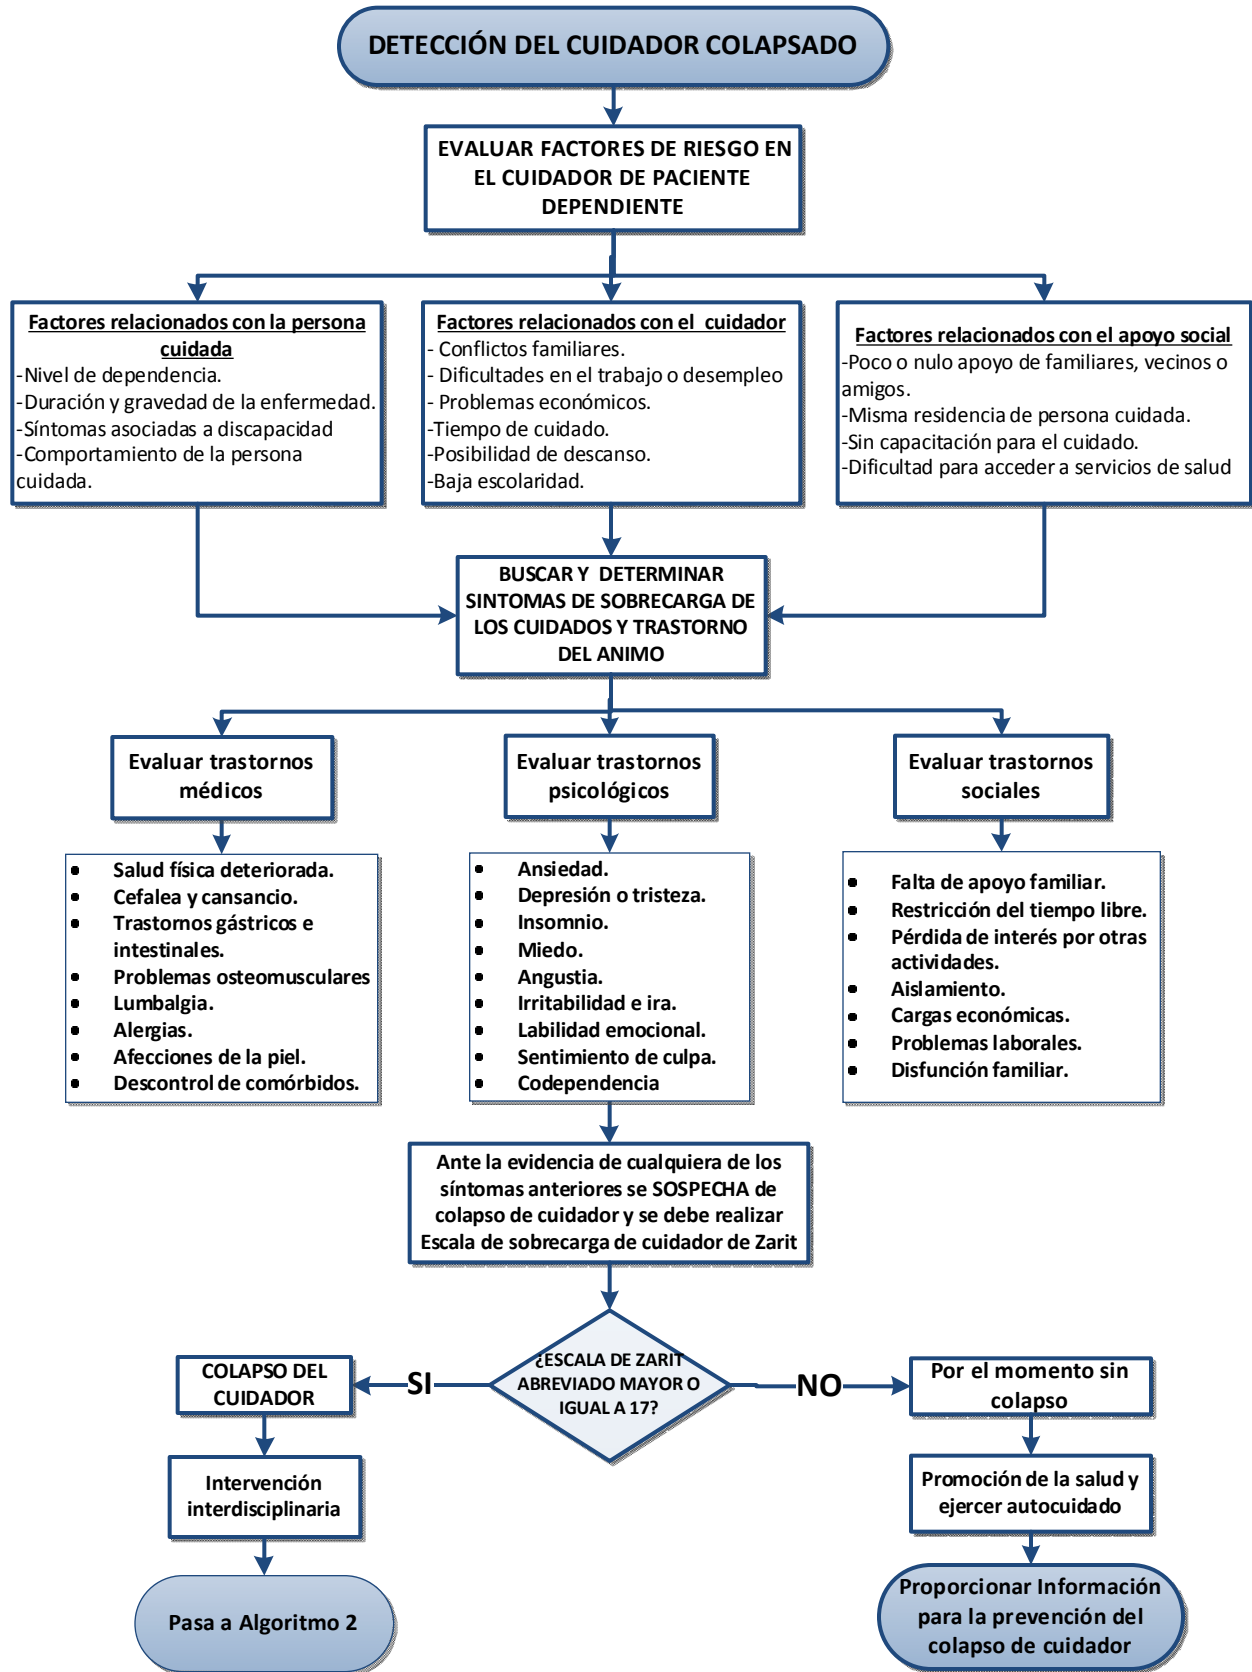 DETECCIÓN DEL CUIDADOR COLAPSADO
EVALUAR FACTORES DE RIESGO EN
EL CUIDADOR DE PACIENTE
DEPENDIENTE
Factores relacionados con la persona
cuidada
-Nivel de dependencia.
-Duración y gravedad de la enfermedad.
-Síntomas asociadas a discapacidad
-Comportamiento de la persona
cuidada.
Factores relacionados con el cuidador
- Conflictos familiares.
- Dificultades en el trabajo o desempleo
- Problemas económicos.
-Tiempo de cuidado.
-Posibilidad de descanso.
-Baja escolaridad.
Factores relacionados con el apoyo social
-Poco o nulo apoyo de familiares, vecinos o
amigos.
-Misma residencia de persona cuidada.
-Sin capacitación para el cuidado.
-Dificultad para acceder a servicios de salud
BUSCAR Y DETERMINAR
SINTOMAS DE SOBRECARGA DE
LOS CUIDADOS Y TRASTORNO
DEL ANIMO
Evaluar trastornos
médicos
Evaluar trastornos
psicológicos
Evaluar trastornos
sociales
• Salud física deteriorada.
• Cefalea y cansancio.
• Trastornos gástricos e
intestinales.
• Problemas osteomusculares
• Lumbalgia.
• Alergias.
• Afecciones de la piel.
• Descontrol de comórbidos.
• Ansiedad.
• Depresión o tristeza.
• Insomnio.
• Miedo.
• Angustia.
• Irritabilidad e ira.
• Labilidad emocional.
• Sentimiento de culpa.
• Codependencia
• Falta de apoyo familiar.
• Restricción del tiempo libre.
• Pérdida de interés por otras
actividades.
• Aislamiento.
• Cargas económicas.
• Problemas laborales.
• Disfunción familiar.
Ante la evidencia de cualquiera de los
síntomas anteriores se SOSPECHA de
colapso de cuidador y se debe realizar
Escala de sobrecarga de cuidador de Zarit
¿ESCALA DE ZARIT
ABREVIADO MAYOR O
IGUAL A 17?
SI
NO
COLAPSO DEL
CUIDADOR
Por el momento sin
colapso
Intervención
interdisciplinaria
Promoción de la salud y
ejercer autocuidado
Pasa a Algoritmo 2
Proporcionar Información
para la prevención del
colapso de cuidador